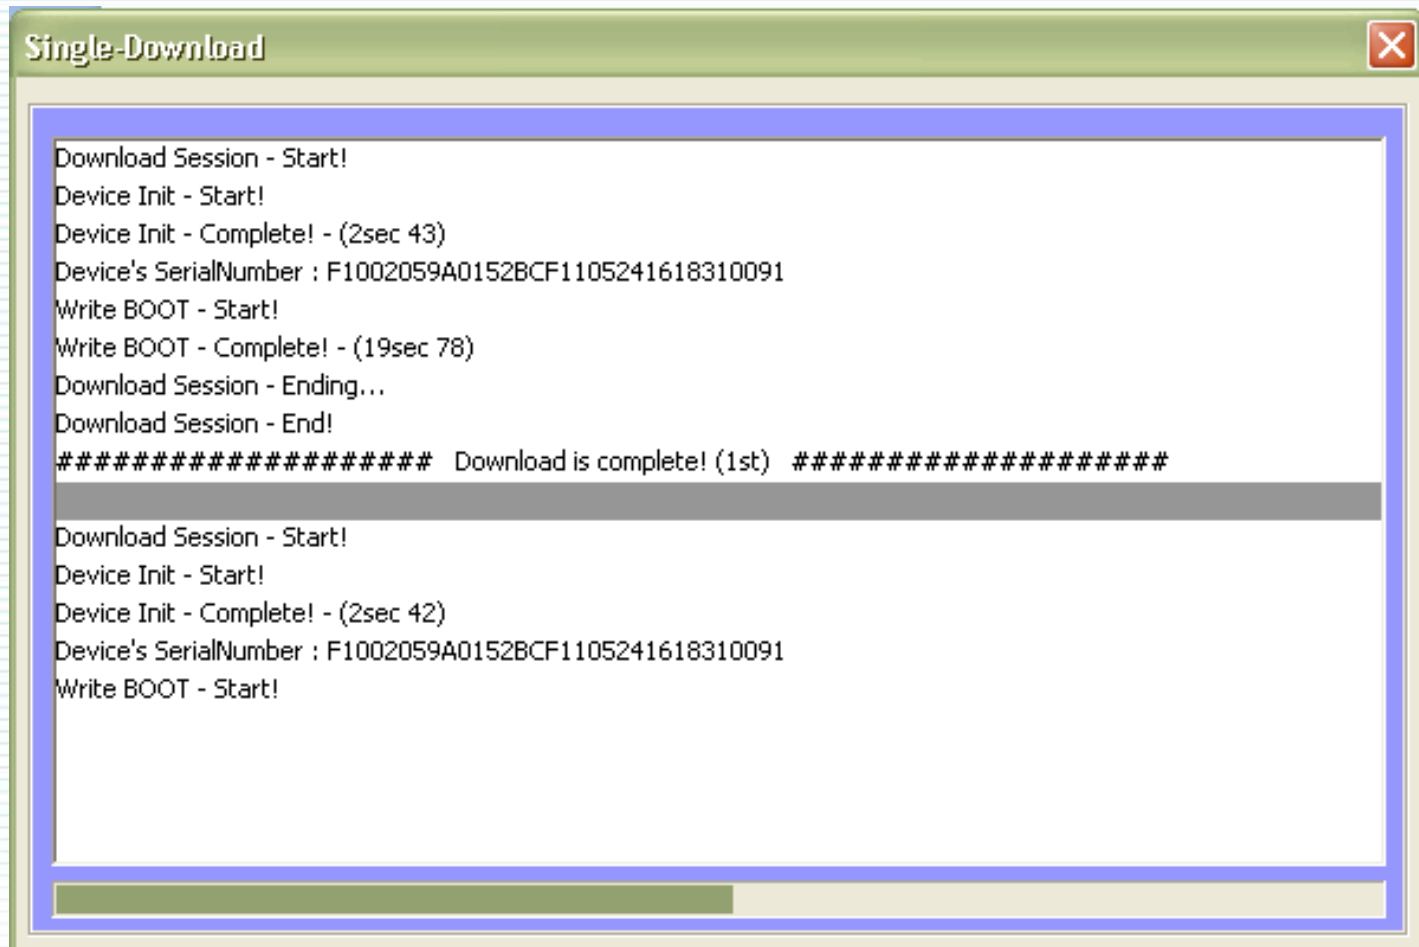 Single-Download
Download Session - Start!
Device Init - Start!
Device Init - Complete! - (2sec 43)
Device's SerialNumber : F1002059A0152BCF1105241618310091
Write BOOT - Start!
Write BOOT - Complete! - (19sec 78)
Download Session - Ending...
Download Session - End!
#################### Download is complete! (1st) ####################
Download Session - Start!
Device Init - Start!
Device Init - Complete! - (2sec 42)
Device's SerialNumber : F1002059A0152BCF1105241618310091
Write BOOT - Start!